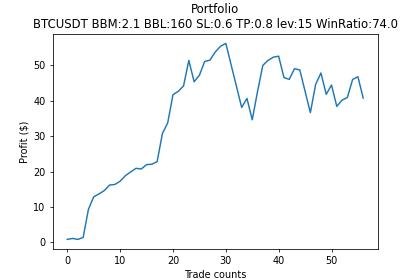 Portfolio
BTCUSDT BBM:2.1 BBL:160 SL:0.6 TP:0.8 lev:15 WinRatio:74.0
50
40
30
20
10
0
Profit ($)
0 10 20 30 40 50
Trade counts